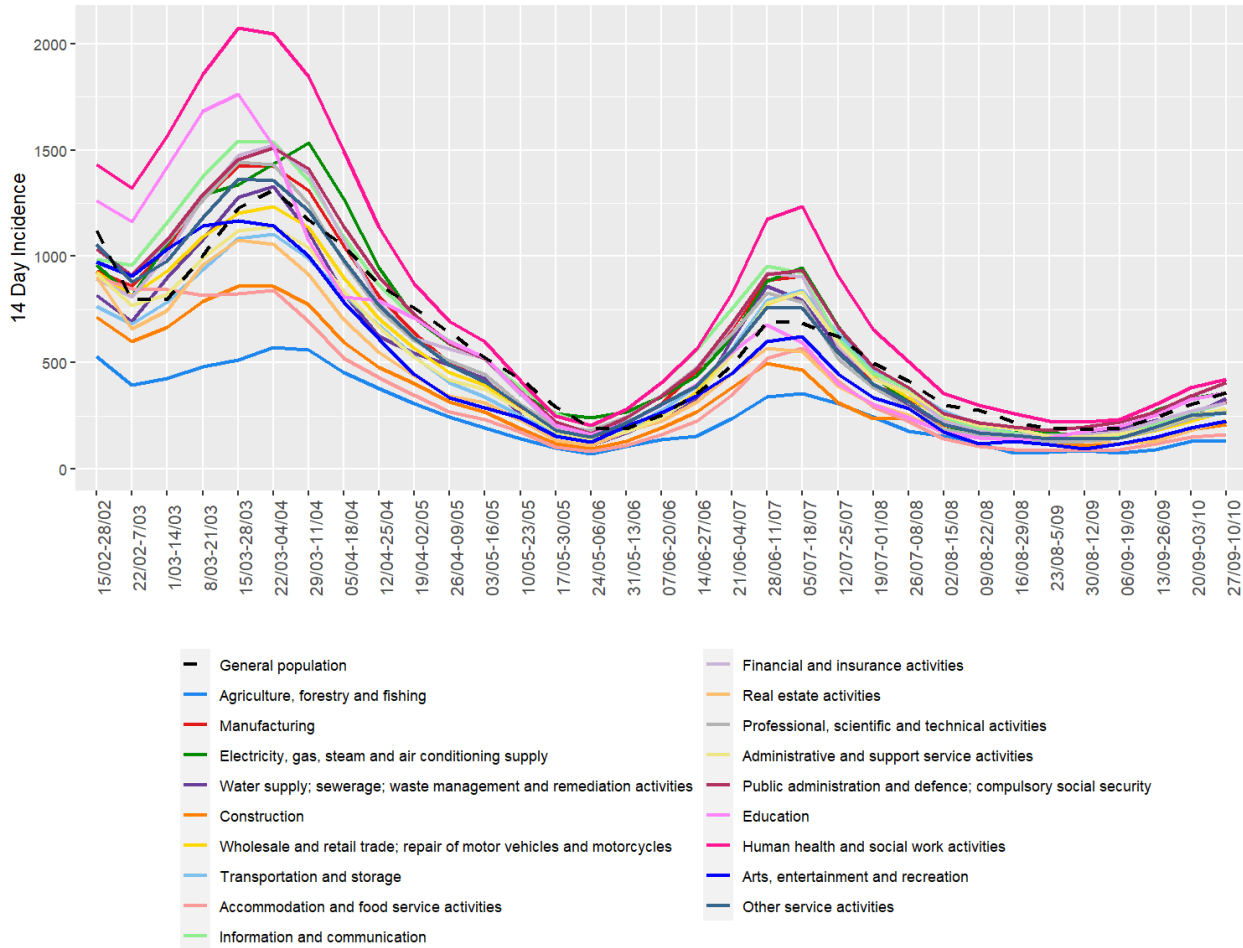 14 Day Incidence
2000
1500
1000
500
0
15/02-28/02
22/02-7/03
1/03-14/03
8/03-21/03
15/03-28/03
22/03-04/04
29/03-11/04
05/04-18/04
12/04-25/04
19/04-02/05
26/04-09/05
03/05-16/05
10/05-23/05
17/05-30/05
24/05-06/06
31/05-13/06
07/06-20/06
14/06-27/06
21/06-04/07
28/06-11/07
05/07-18/07
12/07-25/07
19/07-01/08
26/07-08/08
02/08-15/08
09/08-22/08
16/08-29/08
23/08-5/09
30/08-12/09
06/09-19/09
13/09-26/09
20/09-03/10
27/09-10/10
General population
Agriculture, forestry and fishing
Manufacturing
Electricity, gas, steam and air conditioning supply
Water supply; sewerage; waste management and remediation activities
Construction
Wholesale and retail trade; repair of motor vehicles and motorcycles
Transportation and storage
Accommodation and food service activities
Information and communication
Financial and insurance activities
Real estate activities
Professional, scientific and technical activities
Administrative and support service activities
Public administration and defence; compulsory social security
Education
Human health and social work activities
Arts, entertainment and recreation
Other service activities